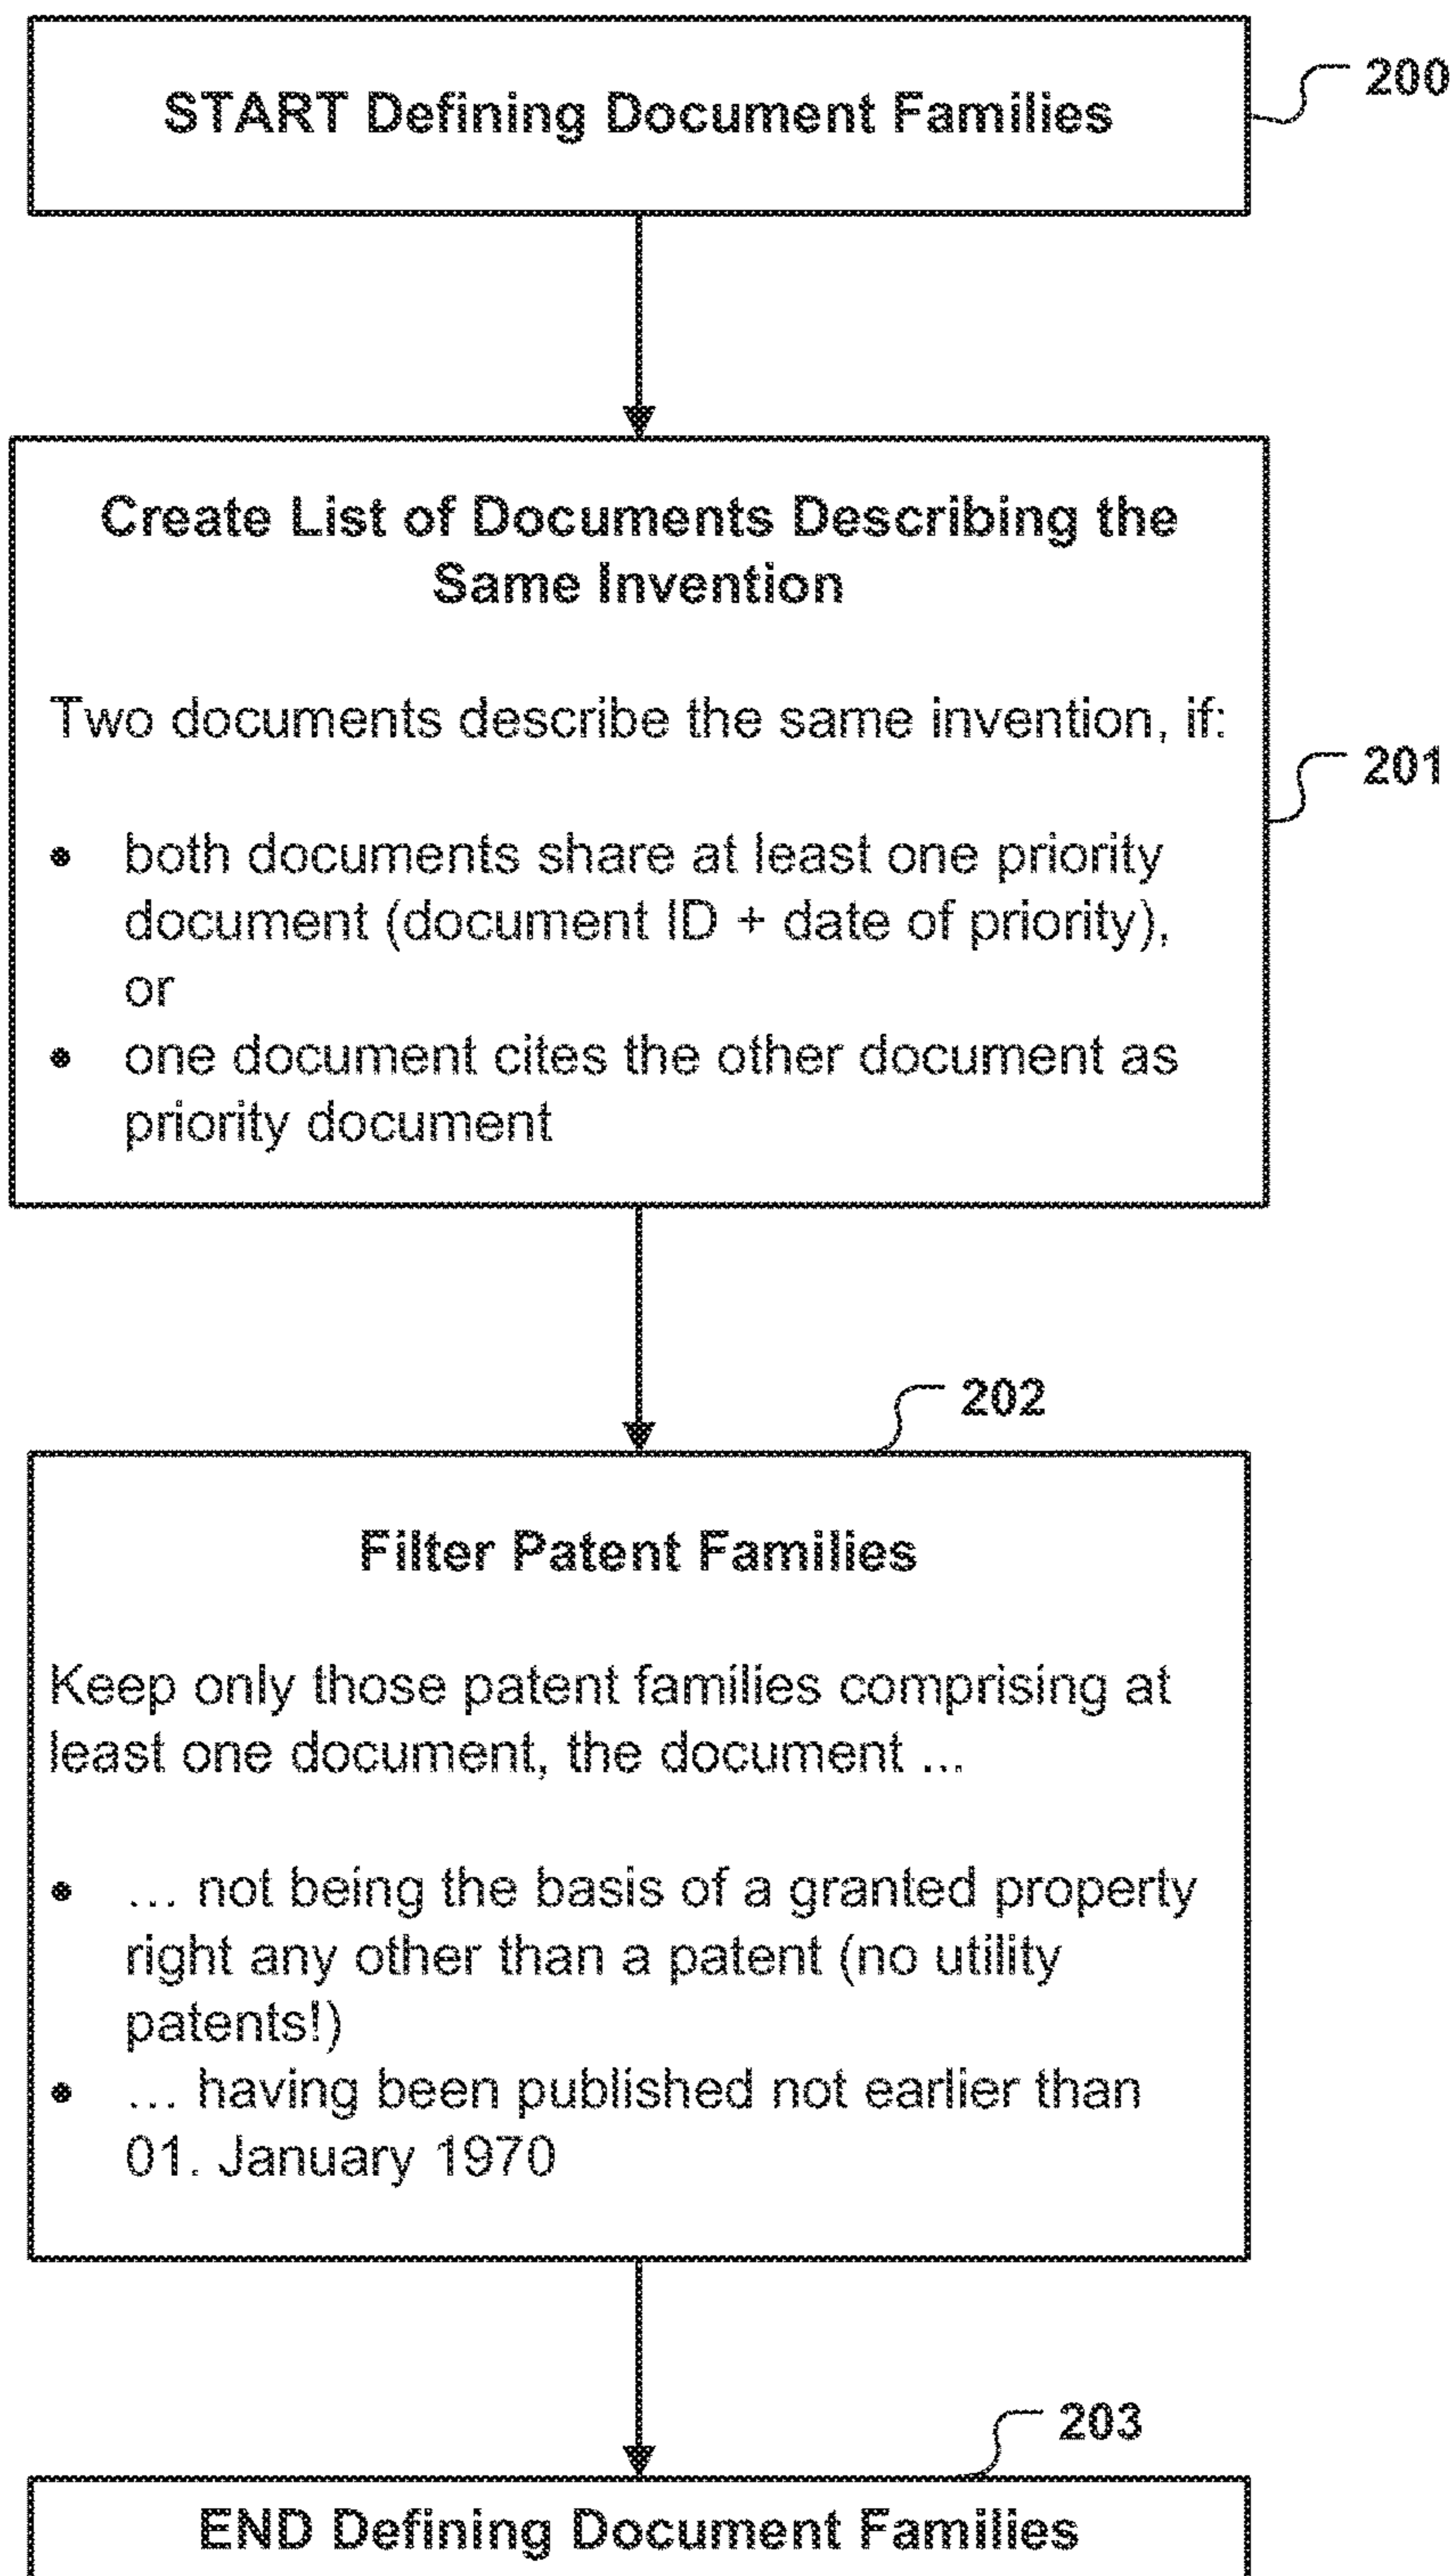 START Defining Document Families
200
Create List of Documents Describing the
Same Invention
Two documents describe the same invention, if:
201
• both documents share at least one priority
document (document ID + date of priority),
or
• one document cites the other document as
priority document
202
Filter Patent Families
Keep only those patent families comprising at
least one document, the document ...
• ... not being the basis of a granted property
right any other than a patent (no utility
patents!)
• ... having been published not earlier than
01. January 1970
203
END Defining Document Families